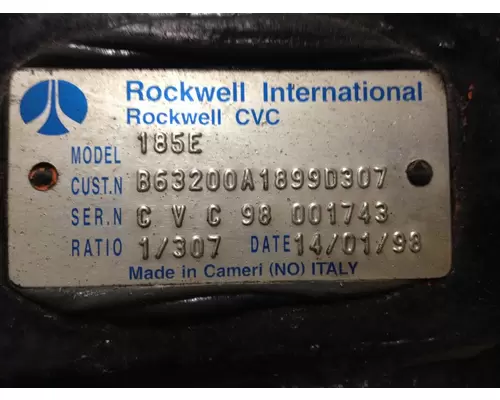 Rockwell International
Rockwell CVC
MODEL 185E
CUST.N B63200A1899D307
SER.N C V C 98 001743
RATIO 1/307 DATE 14/01/98
Made in Cameri (NO) ITALY